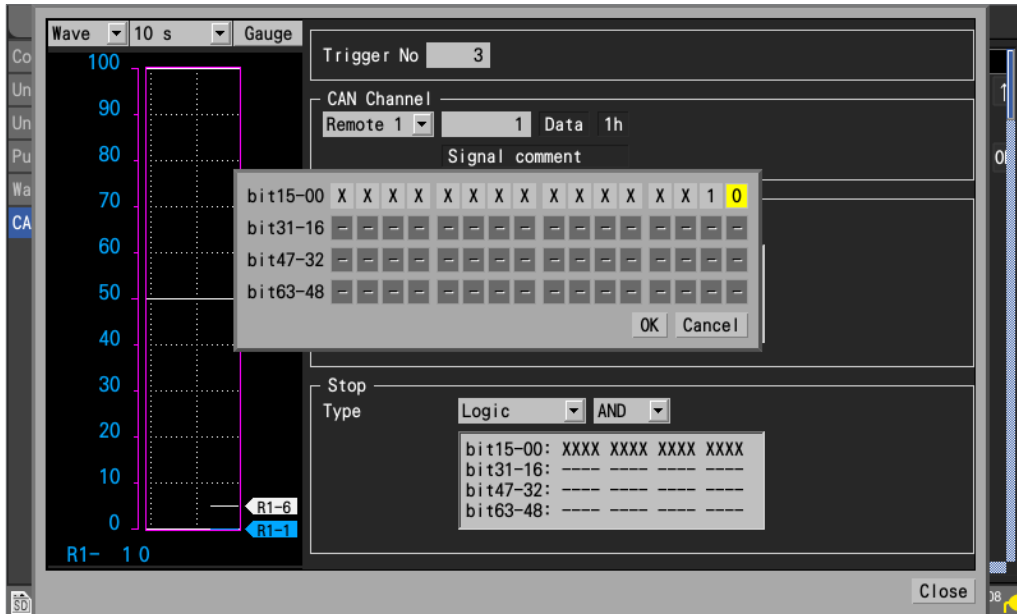 Wave 10 s Gauge
100
90
80
70
60
50
40
30
20
10
0
R1-6
R1-1
R1- 1 0
Trigger No 3
CAN Channel
Remote 1 1 Data 1h
Signal comment
bit15-00 X X X X X X X X X X X X X X 1 0
bit31-16 - - - - - - - - - - - - - - - -
bit47-32 - - - - - - - - - - - - - - - -
bit63-48 - - - - - - - - - - - - - - - -
OK Cancel
Stop
Type Logic AND
bit15-00: XXXX XXXX XXXX XXXX
bit31-16: ---- ---- ---- ----
bit47-32: ---- ---- ---- ----
bit63-48: ---- ---- ---- ----
Close
Co
Un
Un
Pu
Wa
CA
SD